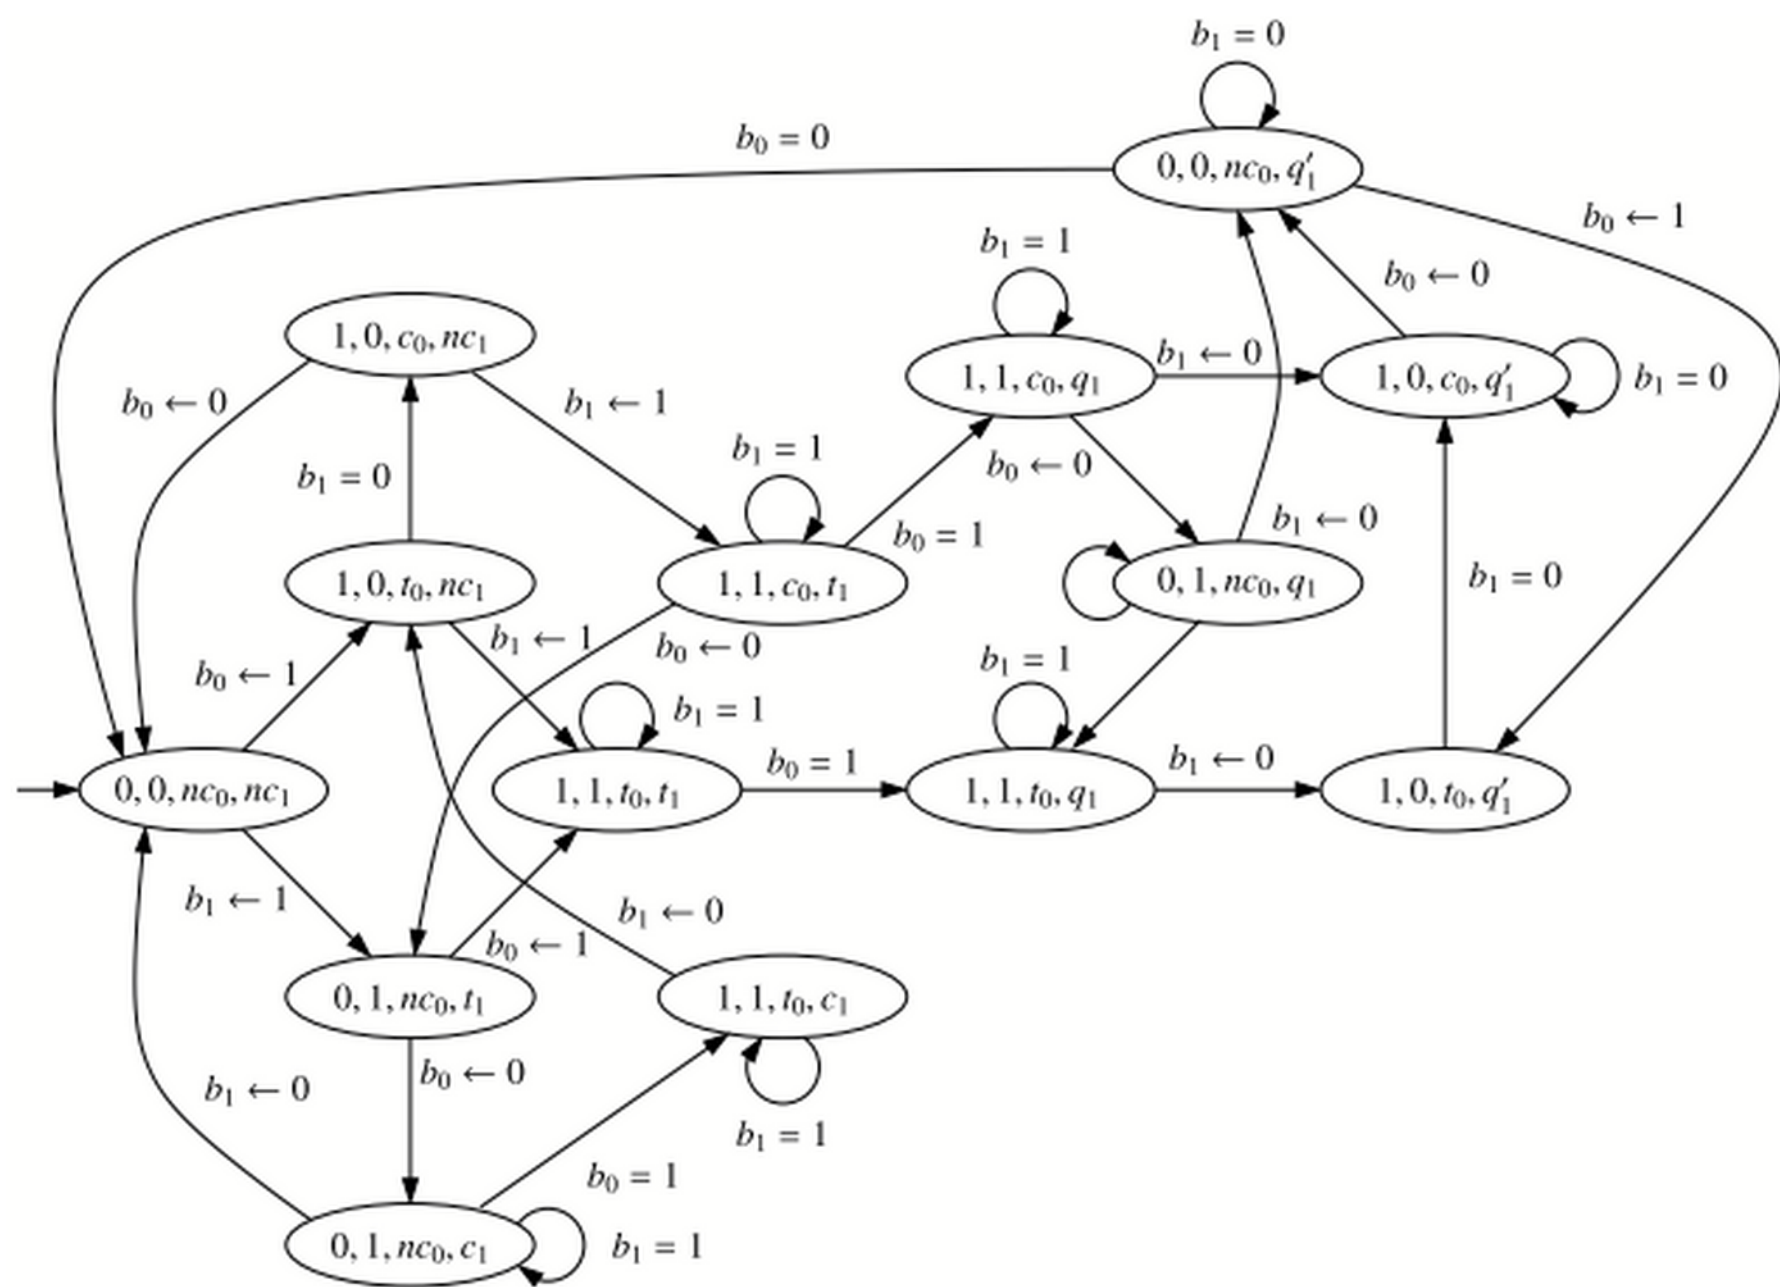 b₁ = 0
b₀ = 0
0, 0, nc₀, q′₁
b₀ ← 1
b₁ = 1
b₀ ← 0
1, 0, c₀, nc₁
b₁ ← 0
1, 1, c₀, q₁
1, 0, c₀, q′₁
b₁ = 0
b₀ ← 0
b₁ ← 1
b₁ = 1
b₀ ← 0
b₁ = 0
b₀ = 1
b₁ ← 0
1, 0, t₀, nc₁
1, 1, c₀, t₁
0, 1, nc₀, q₁
b₁ = 0
b₁ ← 1
b₀ ← 0
b₀ ← 1
b₁ = 1
b₁ = 1
b₀ = 1
b₁ ← 0
0, 0, nc₀, nc₁
1, 1, t₀, t₁
1, 1, t₀, q₁
1, 0, t₀, q′₁
b₁ ← 1
b₁ ← 0
b₀ ← 1
0, 1, nc₀, t₁
1, 1, t₀, c₁
b₀ ← 0
b₁ ← 0
b₁ = 1
b₀ = 1
0, 1, nc₀, c₁
b₁ = 1